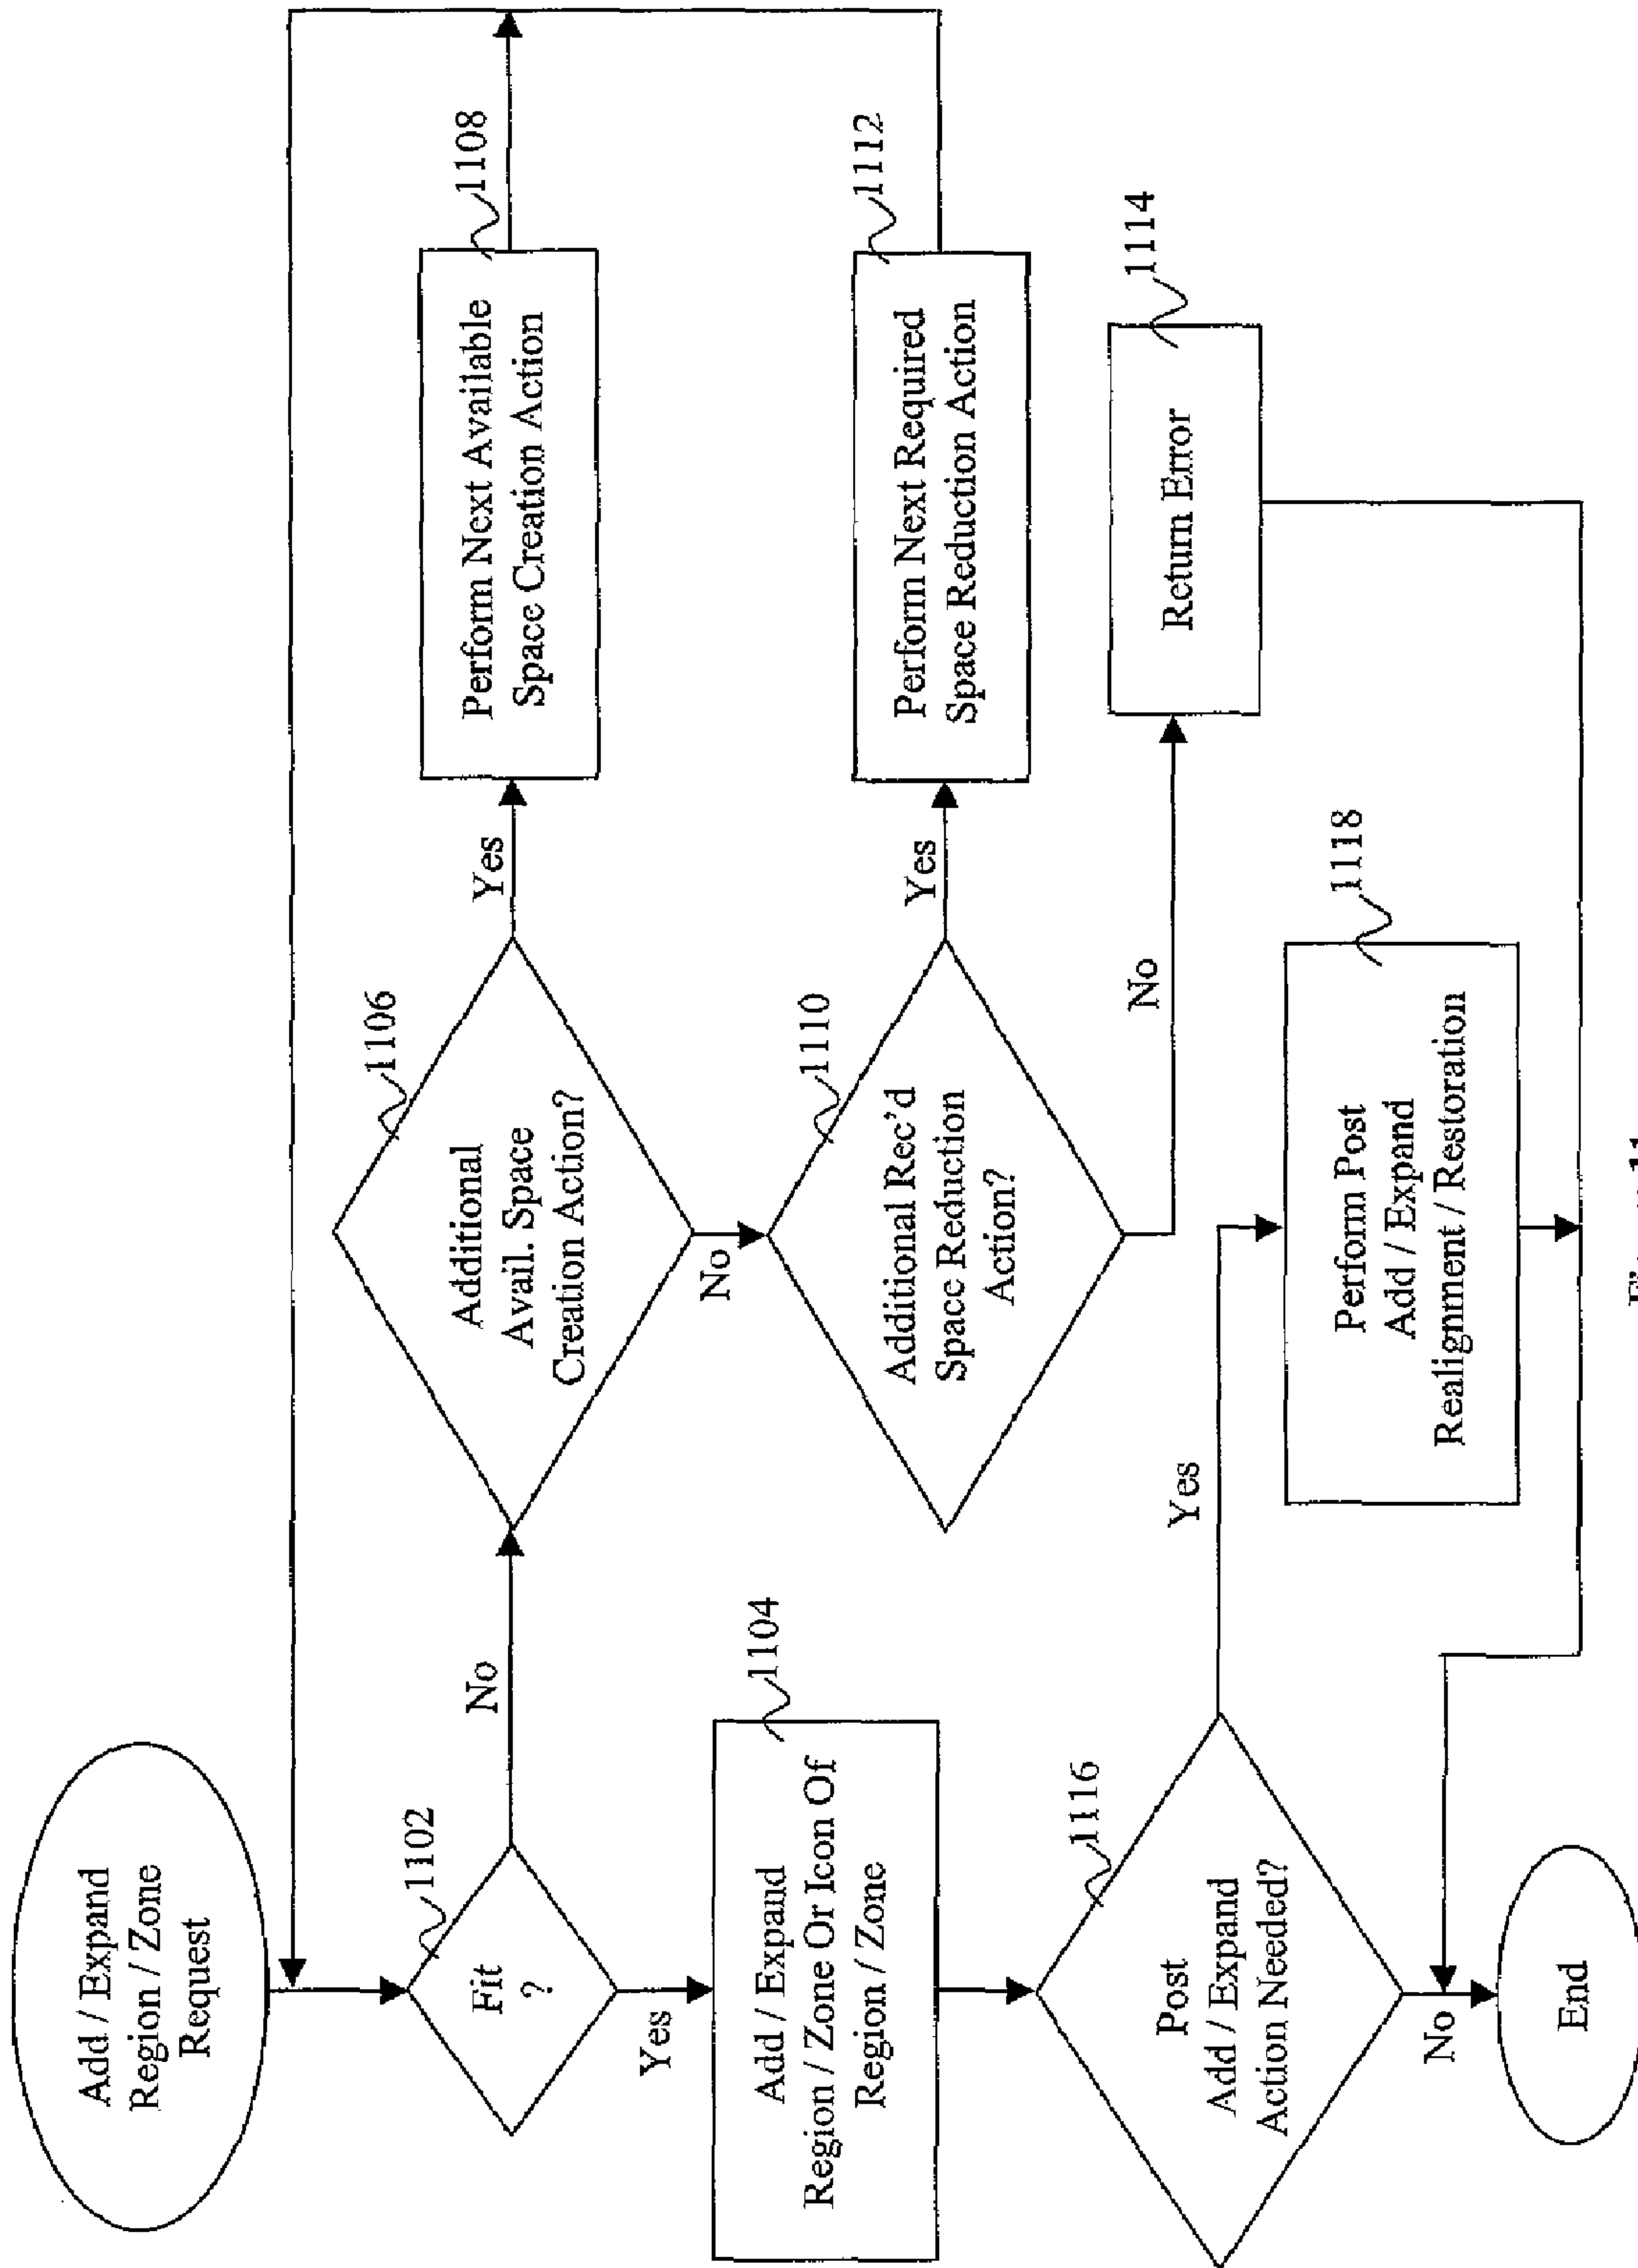 Add / Expand
Region / Zone
Request
1102
Fit
?
No
Yes
1104
Add / Expand
Region / Zone Or Icon Of
Region / Zone
1106
Additional
Avail. Space
Creation Action?
Yes
1108
Perform Next Available
Space Creation Action
No
1110
Additional Rec'd
Space Reduction
Action?
Yes
1112
Perform Next Required
Space Reduction Action
No
1114
Return Error
1116
Post
Add / Expand
Action Needed?
Yes
1118
Perform Post
Add / Expand
Realignment / Restoration
No
End